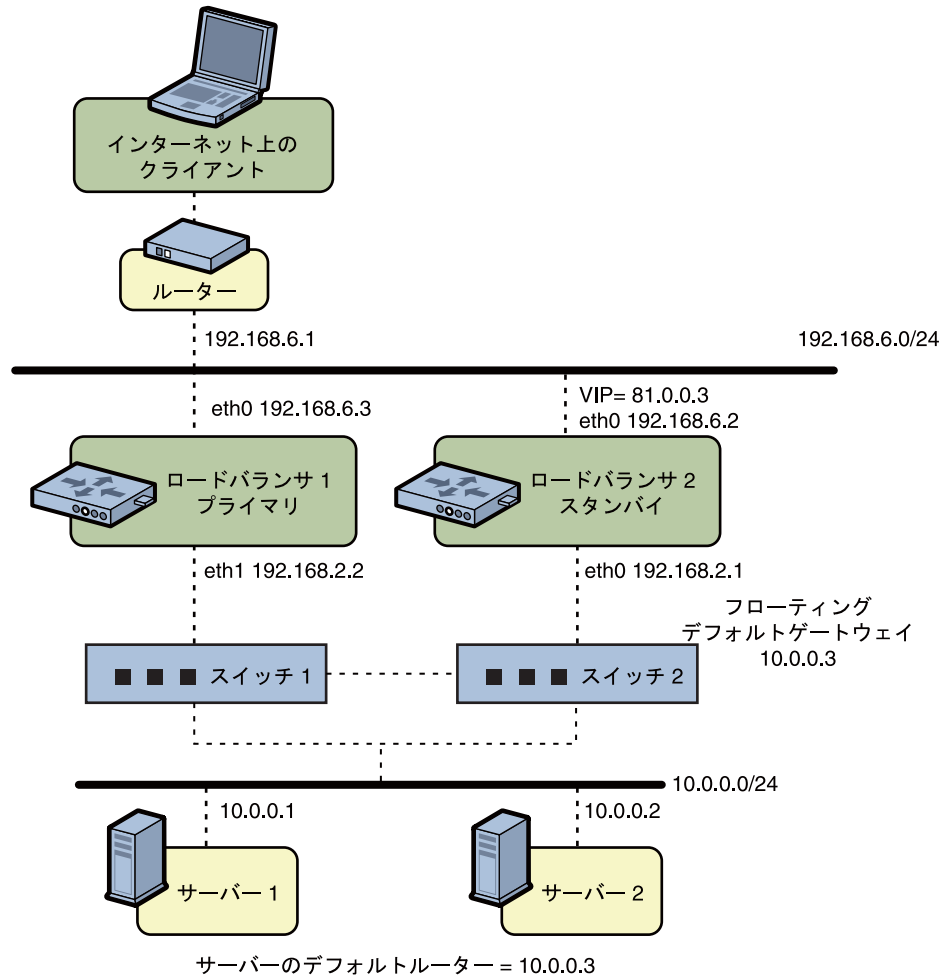 インターネット上の
クライアント
ルーター
192.168.6.1
192.168.6.0/24
eth0 192.168.6.3
VIP= 81.0.0.3
eth0 192.168.6.2
ロードバランサ 1
プライマリ
ロードバランサ 2
スタンバイ
eth1 192.168.2.2
eth0 192.168.2.1
フローティング
デフォルトゲートウェイ
10.0.0.3
スイッチ 1
スイッチ 2
10.0.0.0/24
10.0.0.1
10.0.0.2
サーバー 1
サーバー 2
サーバーのデフォルトルーター = 10.0.0.3